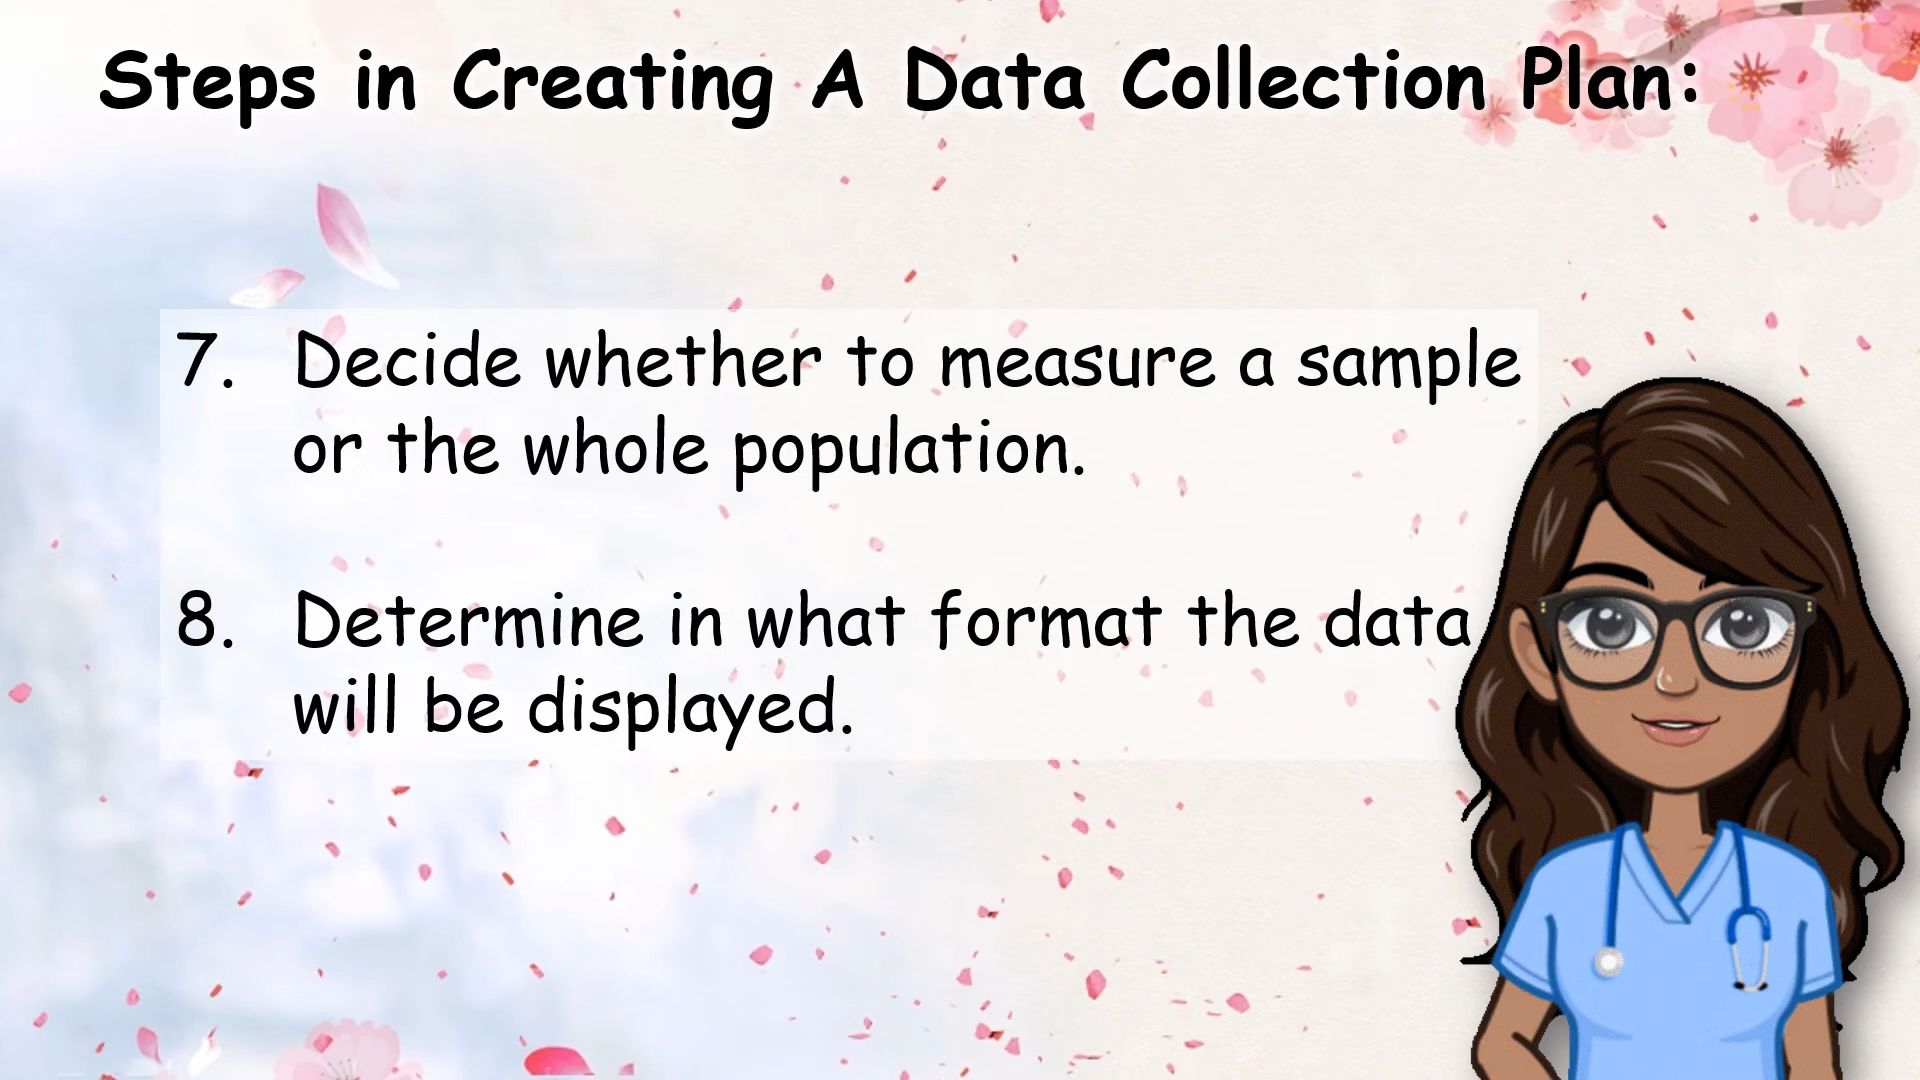 Steps in Creating A Data Collection Plan:
7. Decide whether to measure a sample
or the whole population.
8. Determine in what format the data
will be displayed.